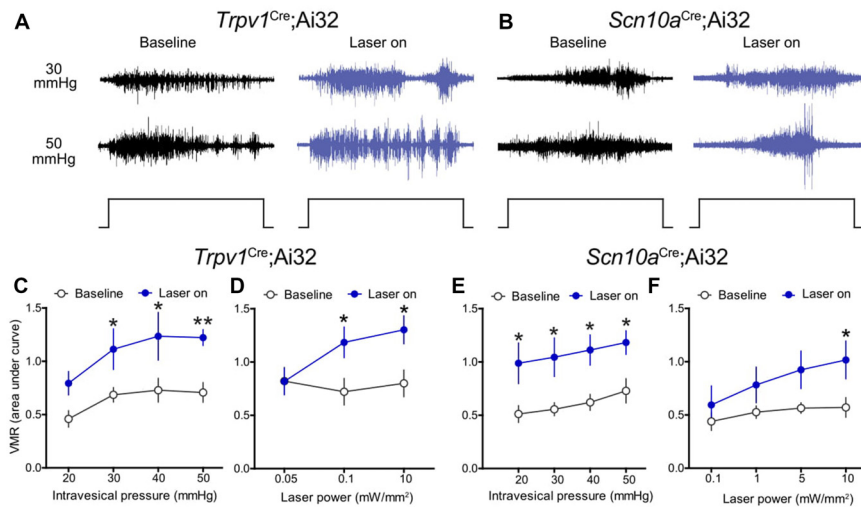 A
Trpv1Cre;Ai32
B
Scn10aCre;Ai32
Baseline
Laser on
Baseline
Laser on
30
mmHg
50
mmHg
Trpv1Cre;Ai32
Scn10aCre;Ai32
C
Baseline
Laser on
D
Baseline
Laser on
E
Baseline
Laser on
F
Baseline
Laser on
VMR (area under curve)
1.5
1.0
0.5
0.0
* * **
20 30 40 50
Intravesical pressure (mmHg)
1.5
1.0
0.5
0.0
* *
0.05 0.1 10
Laser power (mW/mm²)
1.5
1.0
0.5
0.0
* * * *
20 30 40 50
Intravesical pressure (mmHg)
1.5
1.0
0.5
0.0
*
0.1 1 5 10
Laser power (mW/mm²)